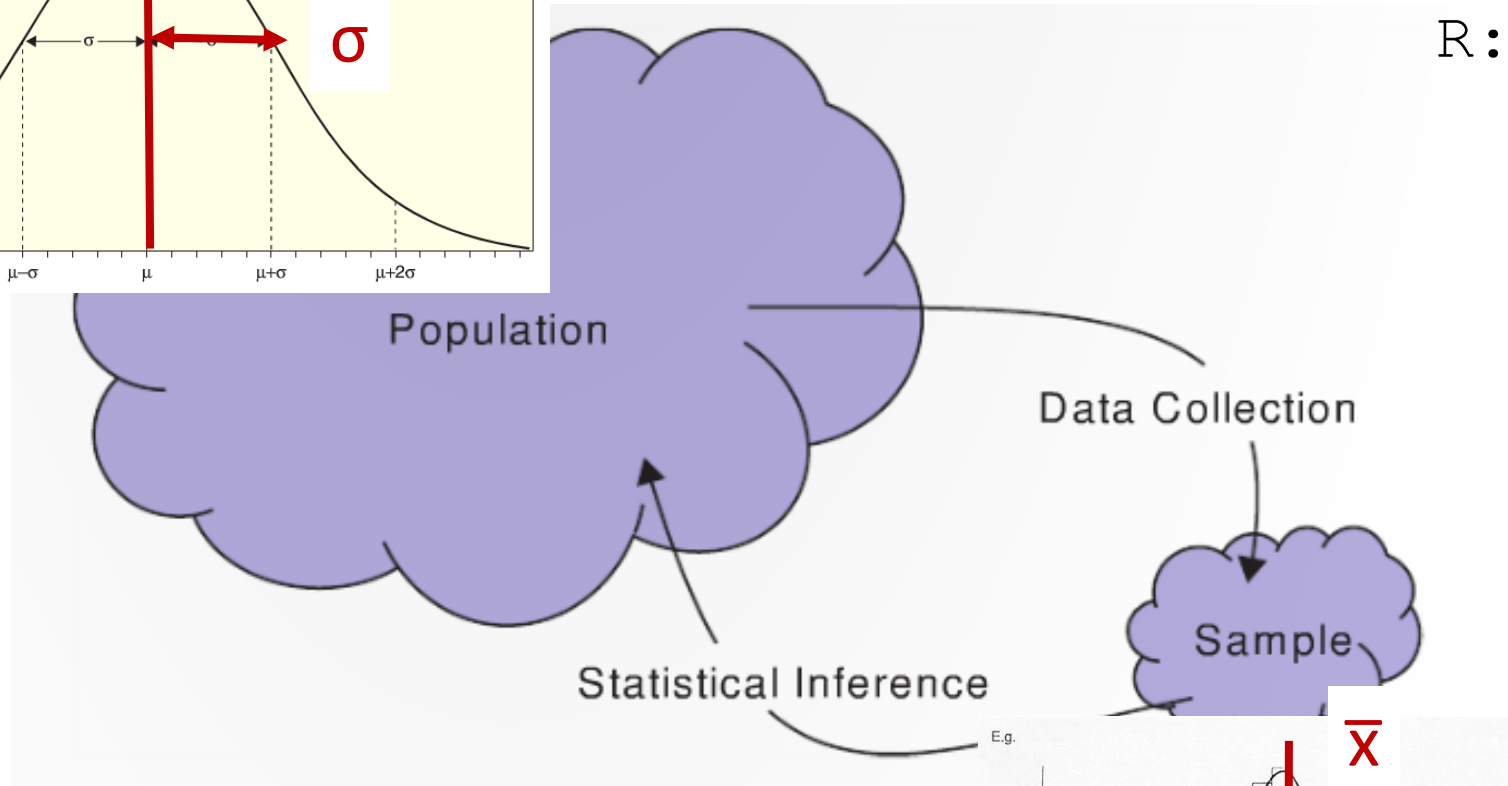 σ
σ
σ
R:
μ–σ μ μ+σ μ+2σ
Population
Data Collection
Sample
Statistical Inference
E.g.
x̅